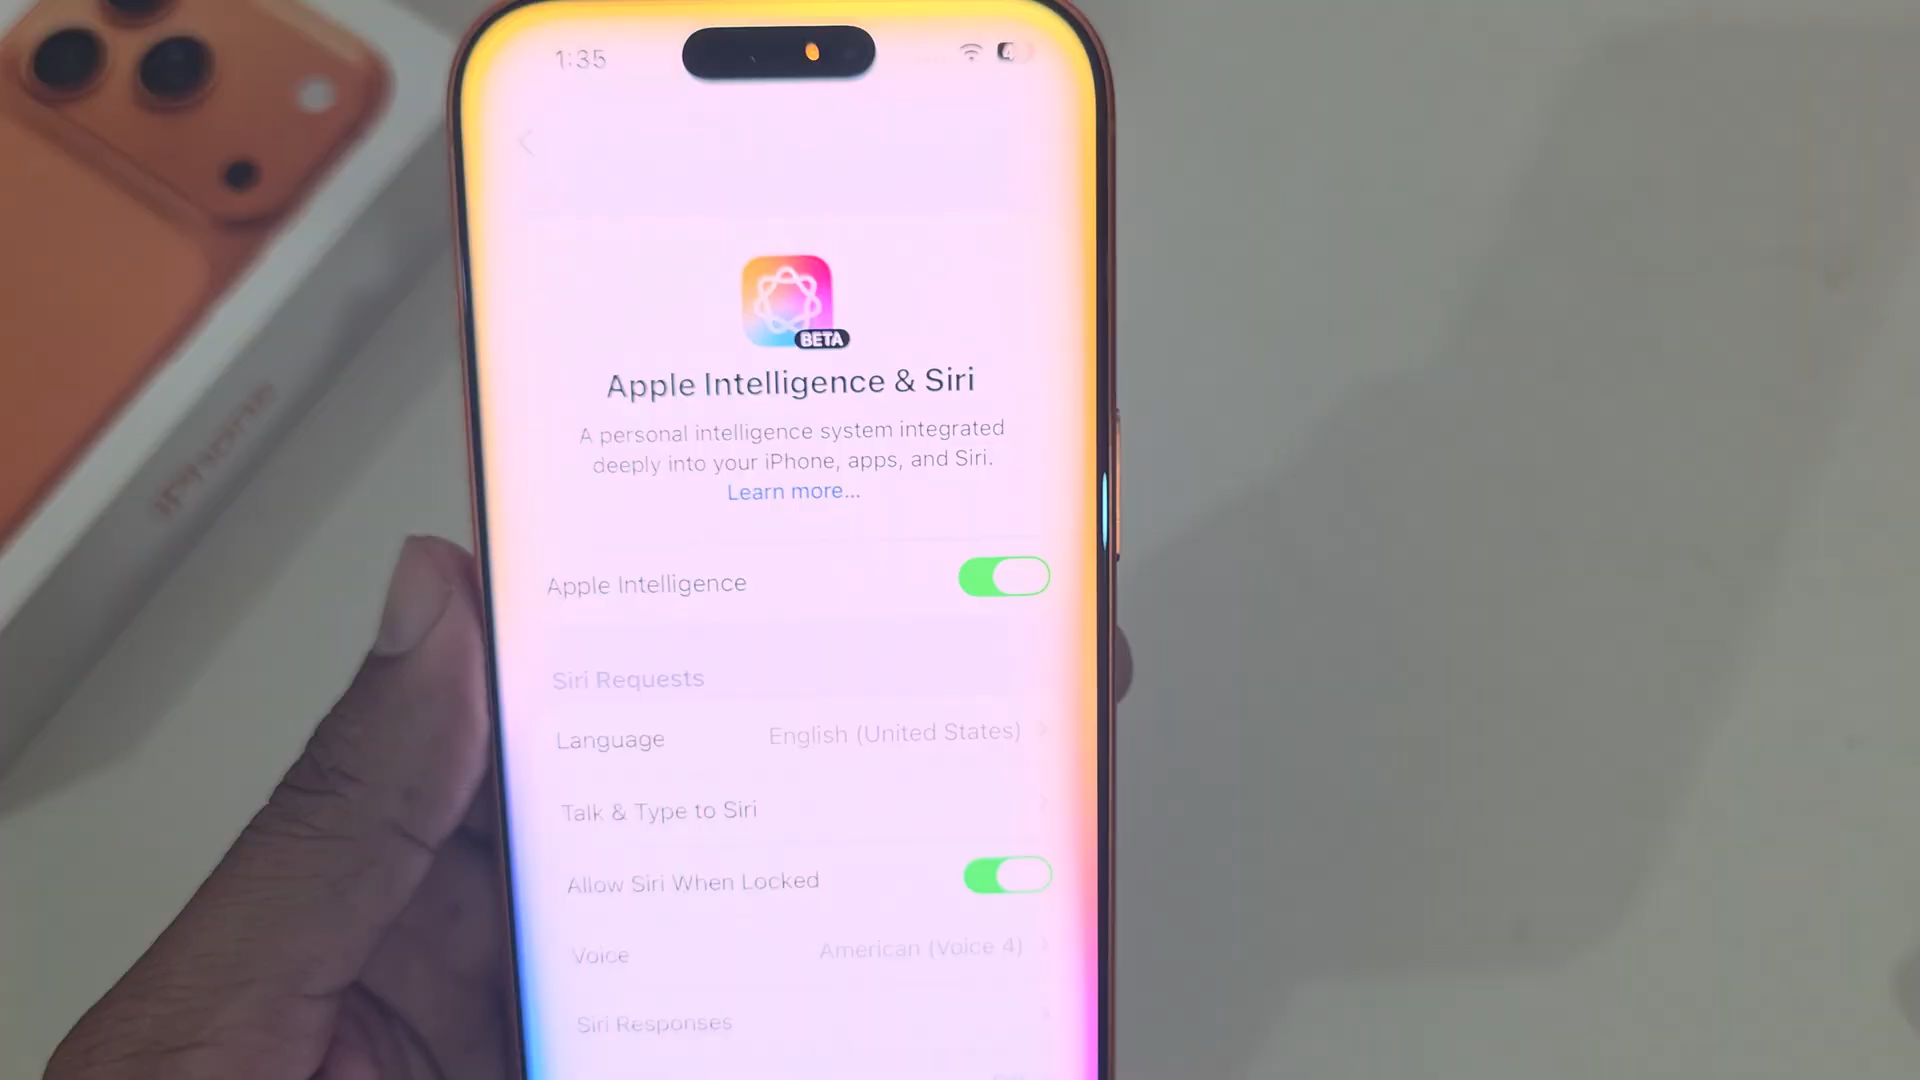 1:35
BETA
Apple Intelligence & Siri
A personal intelligence system integrated
deeply into your iPhone, apps, and Siri.
Learn more...
Apple Intelligence
Siri Requests
Language English (United States)
Talk & Type to Siri
Allow Siri When Locked
Voice American (Voice 4)
Siri Responses
iPhone